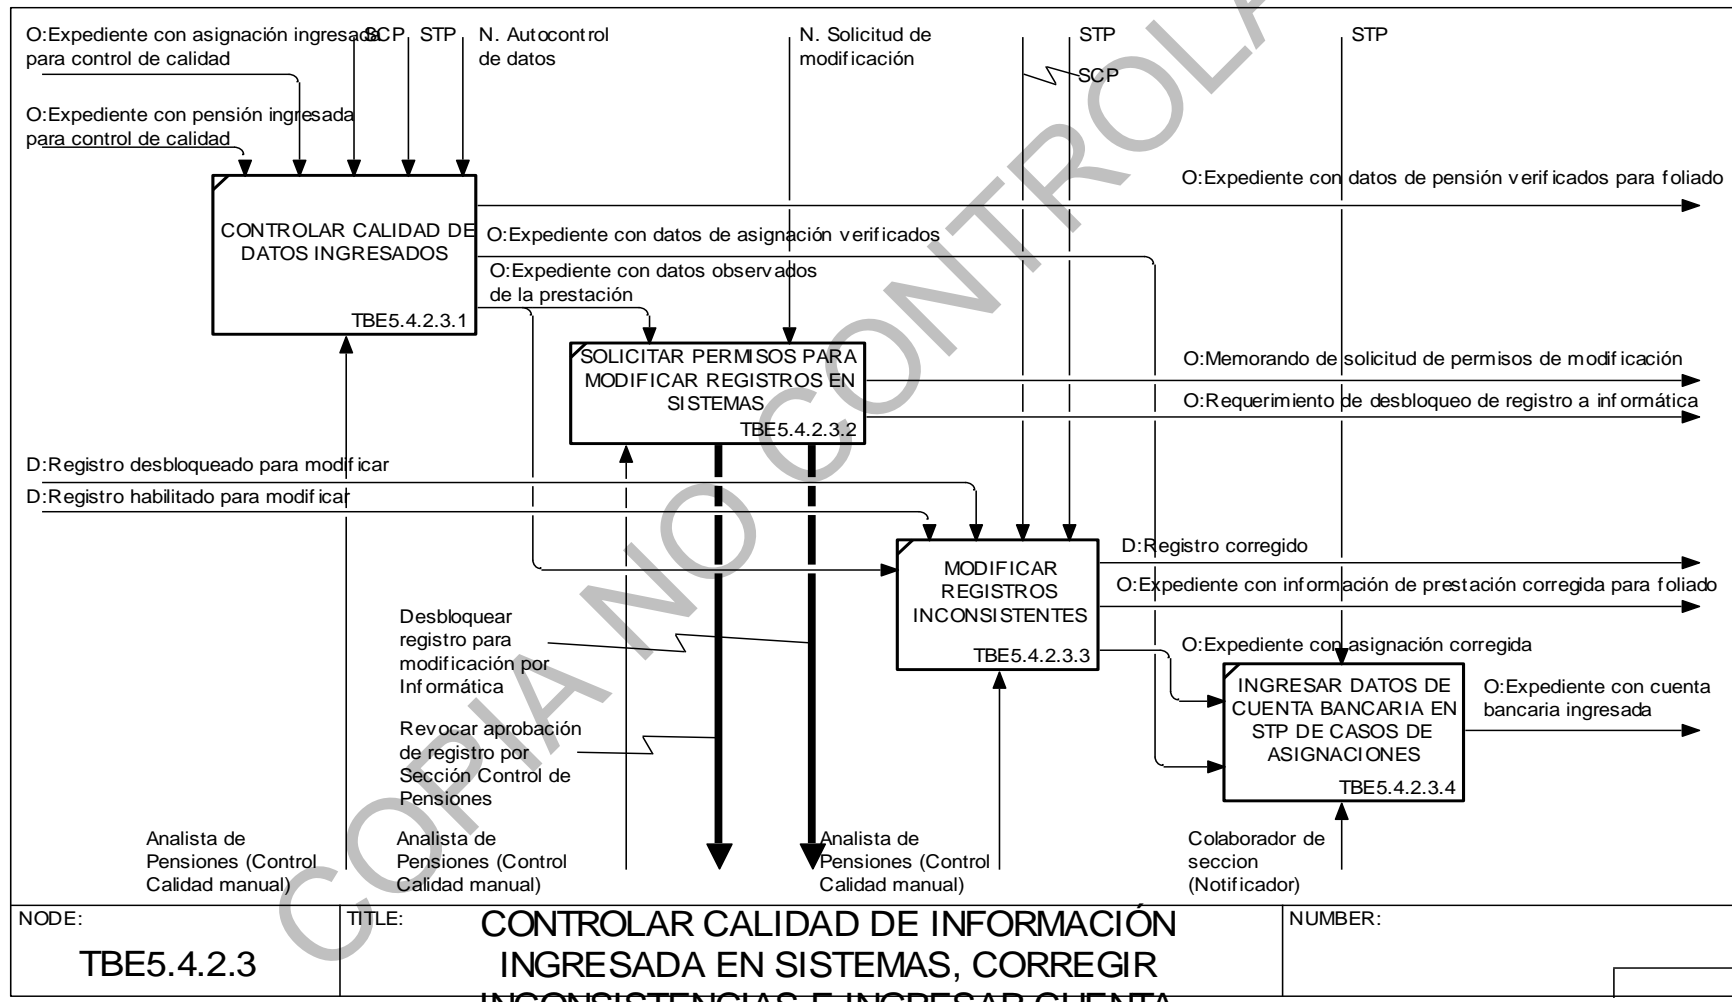 O:Expediente con asignación ingresada
para control de calidad
SCP
STP
N. Autocontrol
de datos
N. Solicitud de
modificación
STP
SCP
STP
O:Expediente con pensión ingresada
para control de calidad
O:Expediente con datos de pensión verificados para foliado
CONTROLAR CALIDAD DE
DATOS INGRESADOS
TBE5.4.2.3.1
O:Expediente con datos de asignación verificados
O:Expediente con datos observados
de la prestación
SOLICITAR PERMISOS PARA
MODIFICAR REGISTROS EN
SISTEMAS
TBE5.4.2.3.2
O:Memorando de solicitud de permisos de modificación
O:Requerimiento de desbloqueo de registro a informática
D:Registro desbloqueado para modificar
D:Registro habilitado para modificar
MODIFICAR
REGISTROS
INCONSISTENTES
TBE5.4.2.3.3
D:Registro corregido
O:Expediente con información de prestación corregida para foliado
O:Expediente con asignación corregida
Desbloquear
registro para
modificación por
Informática
INGRESAR DATOS DE
CUENTA BANCARIA EN
STP DE CASOS DE
ASIGNACIONES
TBE5.4.2.3.4
O:Expediente con cuenta
bancaria ingresada
Revocar aprobación
de registro por
Sección Control de
Pensiones
Analista de
Pensiones (Control
Calidad manual)
Analista de
Pensiones (Control
Calidad manual)
Analista de
Pensiones (Control
Calidad manual)
Colaborador de
seccion
(Notificador)
NODE:
TBE5.4.2.3
TITLE:
CONTROLAR CALIDAD DE INFORMACIÓN
INGRESADA EN SISTEMAS, CORREGIR
INCONSISTENCIAS E INGRESAR CUENTA
NUMBER:
COPIA NO CONTROLA